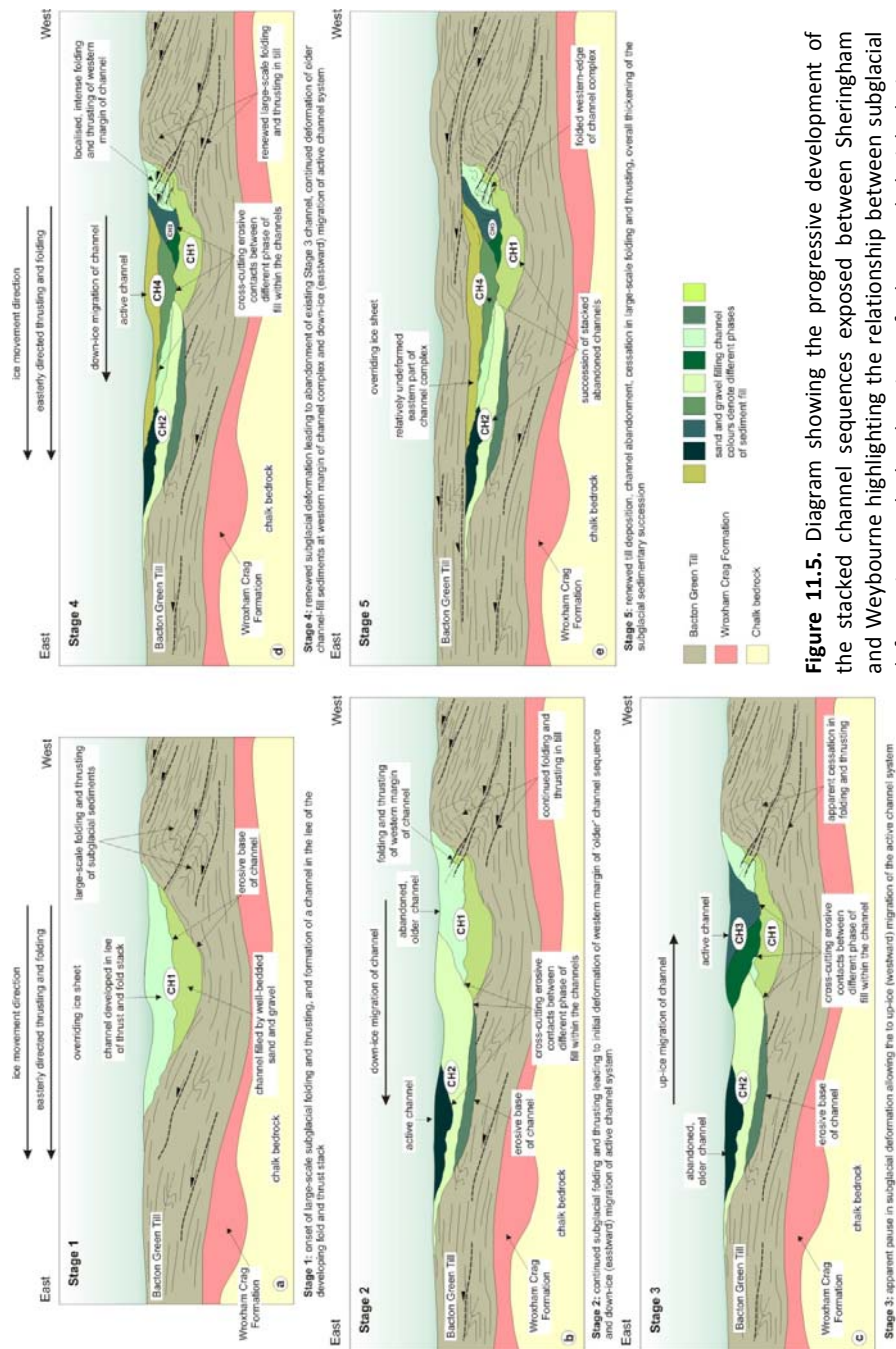 ice movement direction
easterly directed thrusting and folding
East
West
Stage 1
overriding ice sheet
channel developed in lee
of thrust and fold stack
large-scale folding and thrusting
of subglacial sediments
CH1
Bacton Green Till
channel filled by well-bedded
sand and gravel
erosive base
of channel
Wroxham Crag
Formation
chalk bedrock
a
Stage 1: onset of large-scale subglacial folding and thrusting, and formation of a channel in the lee of the
developing fold and thrust stack
East
West
Stage 2
down-ice migration of channel
active channel
abandoned,
older channel
folding and thrusting
of western margin
of channel
CH2
CH1
Bacton Green Till
erosive base
of channel
cross-cutting erosive
contacts between
different phase of
fill within the channels
continued folding and
thrusting in till
Wroxham Crag
Formation
chalk bedrock
b
Stage 2: continued subglacial folding and thrusting leading to initial deformation of western margin of 'older' channel sequence
and down-ice (eastward) migration of active channel system
East
West
Stage 3
up-ice migration of channel
abandoned,
older channel
active channel
CH2
CH3
CH1
Bacton Green Till
erosive base
of channel
cross-cutting erosive
contacts between
different phase of
fill within the channel
apparent cessation in
folding and thrusting
Wroxham Crag
Formation
chalk bedrock
c
Stage 3: apparent pause in subglacial deformation allowing the to up-ice (westward) migration of the active channel system
ice movement direction
easterly directed thrusting and folding
East
West
Stage 4
down-ice migration of channel
active channel
localised, intense folding
and thrusting of western
margin of channel
CH4
CH2
CH3
CH1
Bacton Green Till
cross-cutting erosive
contacts between
different phase of
fill within the channels
renewed large-scale folding
and thrusting in till
Wroxham Crag
Formation
chalk bedrock
d
Stage 4: renewed subglacial deformation leading to abandonment of existing Stage 3 channel, continued deformation of older
channel-fill sediments at western margin of channel complex and down-ice (eastward) migration of active channel system
East
West
Stage 5
overriding ice sheet
relatively undeformed
eastern part of
channel complex
CH4
CH2
CH3
CH1
Bacton Green Till
folded western-edge
of channel complex
succession of stacked
abandoned channels
Wroxham Crag
Formation
chalk bedrock
e
Stage 5: renewed till deposition, channel abandonment, cessation in large-scale folding and thrusting, overall thickening of the
subglacial sedimentary succession
Bacton Green Till
Wroxham Crag Formation
Chalk bedrock
sand and gravel filling channel
colours denote different phases
of sediment fill
Figure 11.5. Diagram showing the progressive development of
the stacked channel sequences exposed between Sheringham
and Weybourne highlighting the relationship between subglacial